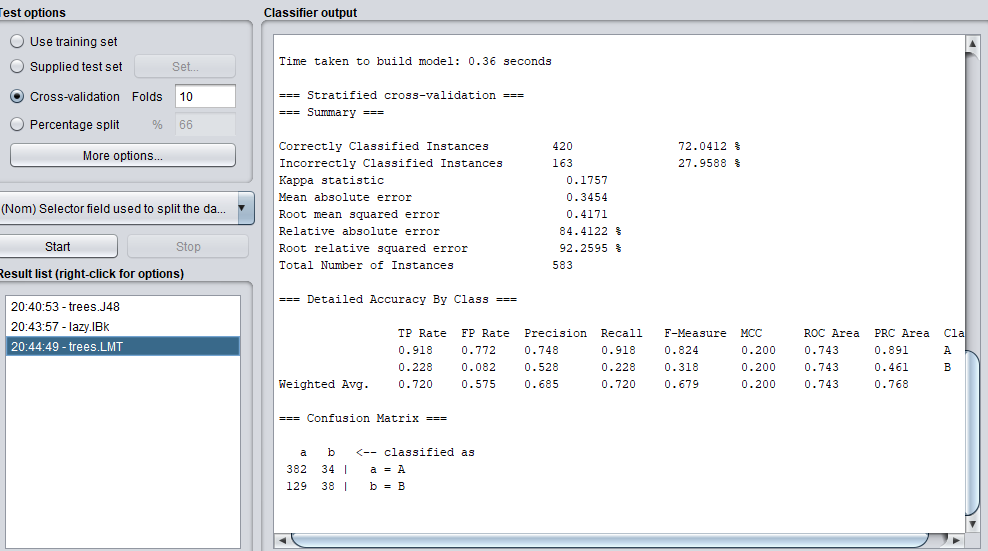 Test options
Use training set
Supplied test set Set...
Cross-validation Folds 10
Percentage split % 66
More options...
(Nom) Selector field used to split the da...
Start Stop
Result list (right-click for options)
20:40:53 - trees.J48
20:43:57 - lazy.IBk
20:44:49 - trees.LMT
Classifier output
Time taken to build model: 0.36 seconds
=== Stratified cross-validation ===
=== Summary ===
Correctly Classified Instances 420 72.0412 %
Incorrectly Classified Instances 163 27.9588 %
Kappa statistic 0.1757
Mean absolute error 0.3454
Root mean squared error 0.4171
Relative absolute error 84.4122 %
Root relative squared error 92.2595 %
Total Number of Instances 583
=== Detailed Accuracy By Class ===
TP Rate FP Rate Precision Recall F-Measure MCC ROC Area PRC Area Cla
0.918 0.772 0.748 0.918 0.824 0.200 0.743 0.891 A
0.228 0.082 0.528 0.228 0.318 0.200 0.743 0.461 B
Weighted Avg. 0.720 0.575 0.685 0.720 0.679 0.200 0.743 0.768
=== Confusion Matrix ===
a b <-- classified as
382 34 | a = A
129 38 | b = B